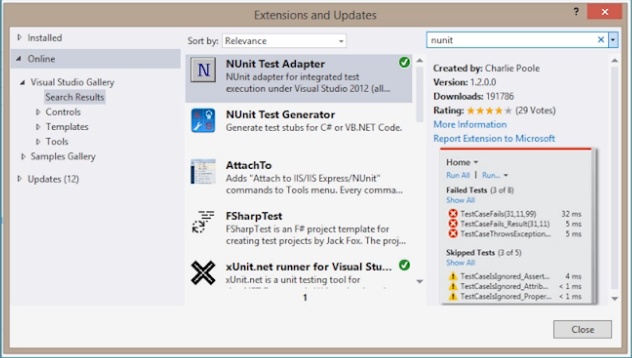 Extensions and Updates
? ×
Installed
Online
Visual Studio Gallery
Search Results
Controls
Templates
Tools
Samples Gallery
Updates (12)
Sort by: Relevance
N
NUnit Test Adapter
NUnit adapter for integrated test
execution under Visual Studio 2012 (all...
NUnit Test Generator
Generate test stubs for C# or VB.NET Code.
AttachTo
Adds "Attach to IIS/IIS Express/NUnit"
commands to Tools menu. Every comma...
FSharpTest
FSharpTest is an F# project template for
creating test projects by Jack Fox. The proj...
xUnit.net runner for Visual Stu...
xUnit.net is a unit testing tool for
1
nunit
Created by: Charlie Poole
Version: 1.2.0.0
Downloads: 191786
Rating: ★★★★★ (29 Votes)
More Information
Report Extension to Microsoft
Home
Run All | Run...
Failed Tests (3 of 8)
Show All
TestCaseFails(31,11,99) 32 ms
TestCaseFails_Result(31,11) 5 ms
TestCaseThrowsException... 5 ms
Skipped Tests (3 of 5)
Show All
TestCaseIsIgnored_Assert... 4 ms
TestCaseIsIgnored_Attrib... < 1 ms
TestCaseIsIgnored_Proper... < 1 ms
Close